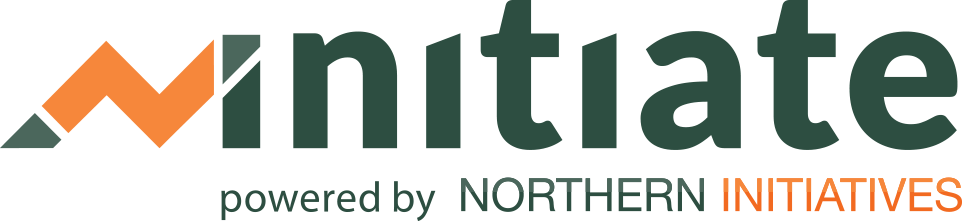 initiate
powered by NORTHERN INITIATIVES